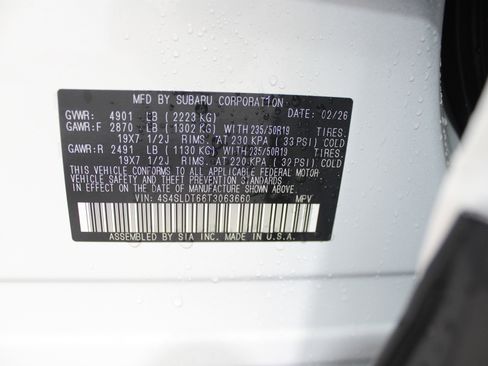 MFD BY SUBARU CORPORATION DATE: 02/26
GVWR: 4901 LB (2223 KG)
GAWR:F 2870 LB (1302 KG) WITH 235/50R19 TIRES.
19X7 1/2J RIMS. AT 230 KPA (33 PSI) COLD
GAWR:R 2491 LB (1130 KG) WITH 235/50R19 TIRES.
19X7 1/2J RIMS. AT 220 KPA (32 PSI) COLD
THIS VEHICLE CONFORMS TO ALL APPLICABLE FEDERAL MOTOR
VEHICLE SAFETY, BUMPER, AND THEFT PREVENTION STANDARDS
IN EFFECT ON THE DATE OF MANUFACTURE SHOWN ABOVE.
VIN: 4S4SLDT66T3063660 MPV
ASSEMBLED BY SIA INC. MADE IN U.S.A.